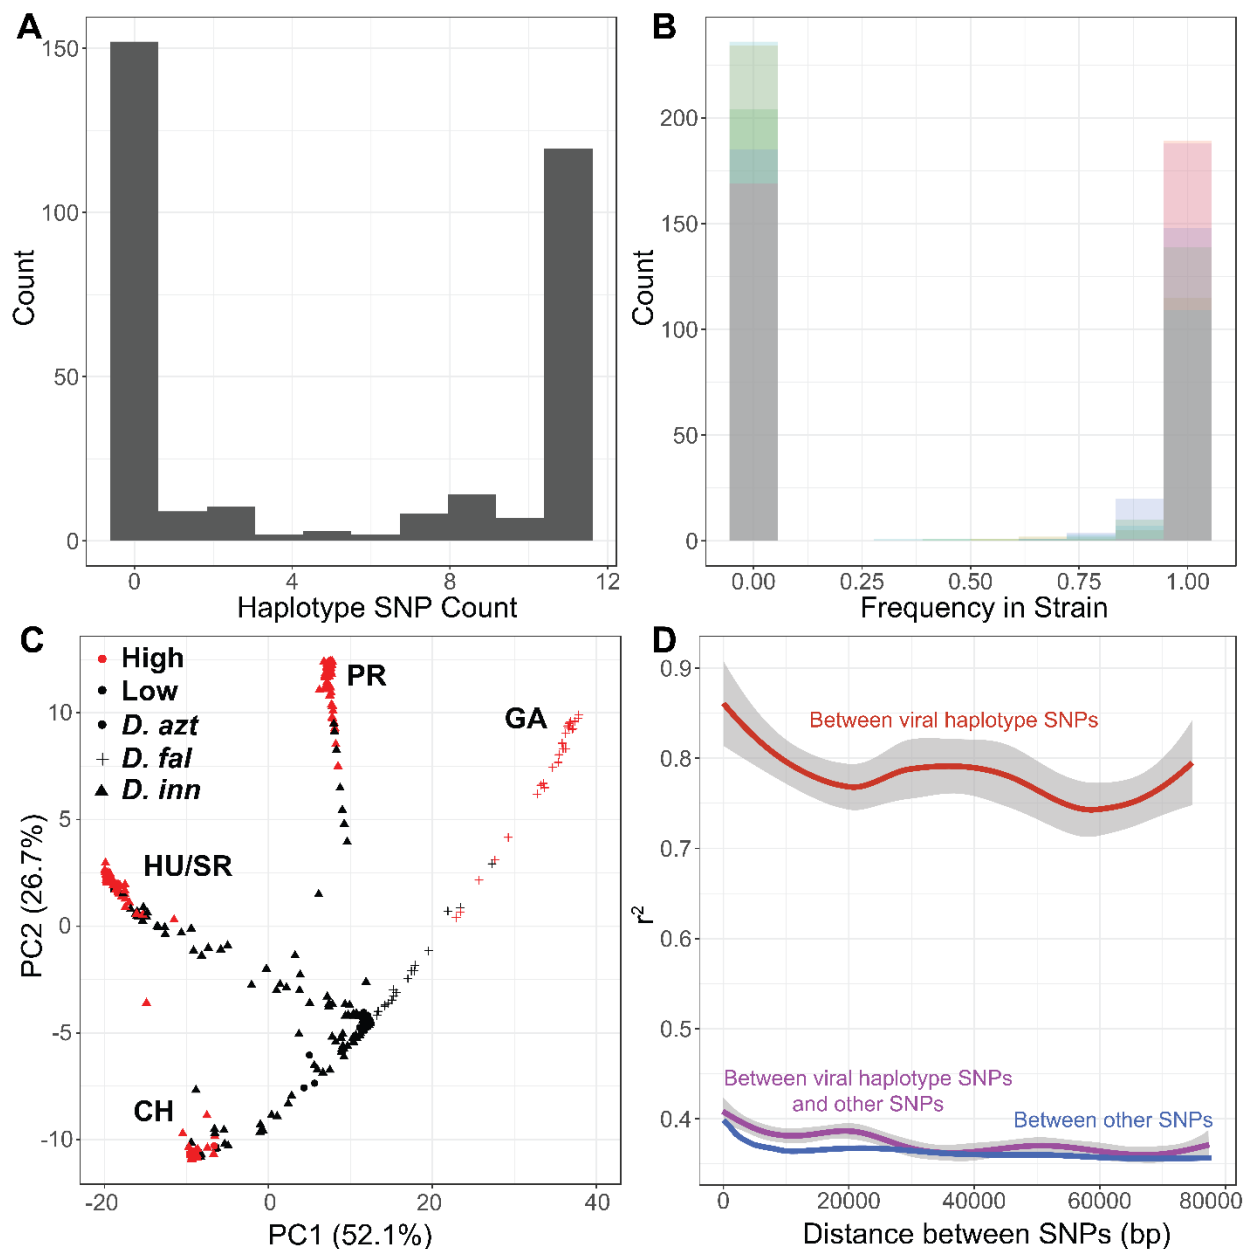 A
150
100
50
0
Count
0
4
8
12
Haplotype SNP Count
B
200
150
100
50
0
Count
0.00
0.25
0.50
0.75
1.00
Frequency in Strain
C
High
Low
D. azt
D. fal
D. inn
PR
GA
HU/SR
CH
10
5
0
-5
-10
PC2 (26.7%)
-20
0
20
40
PC1 (52.1%)
D
0.9
0.8
0.7
0.6
0.5
0.4
r²
Between viral haplotype SNPs
Between viral haplotype SNPs
and other SNPs
Between other SNPs
0
20000
40000
60000
80000
Distance between SNPs (bp)